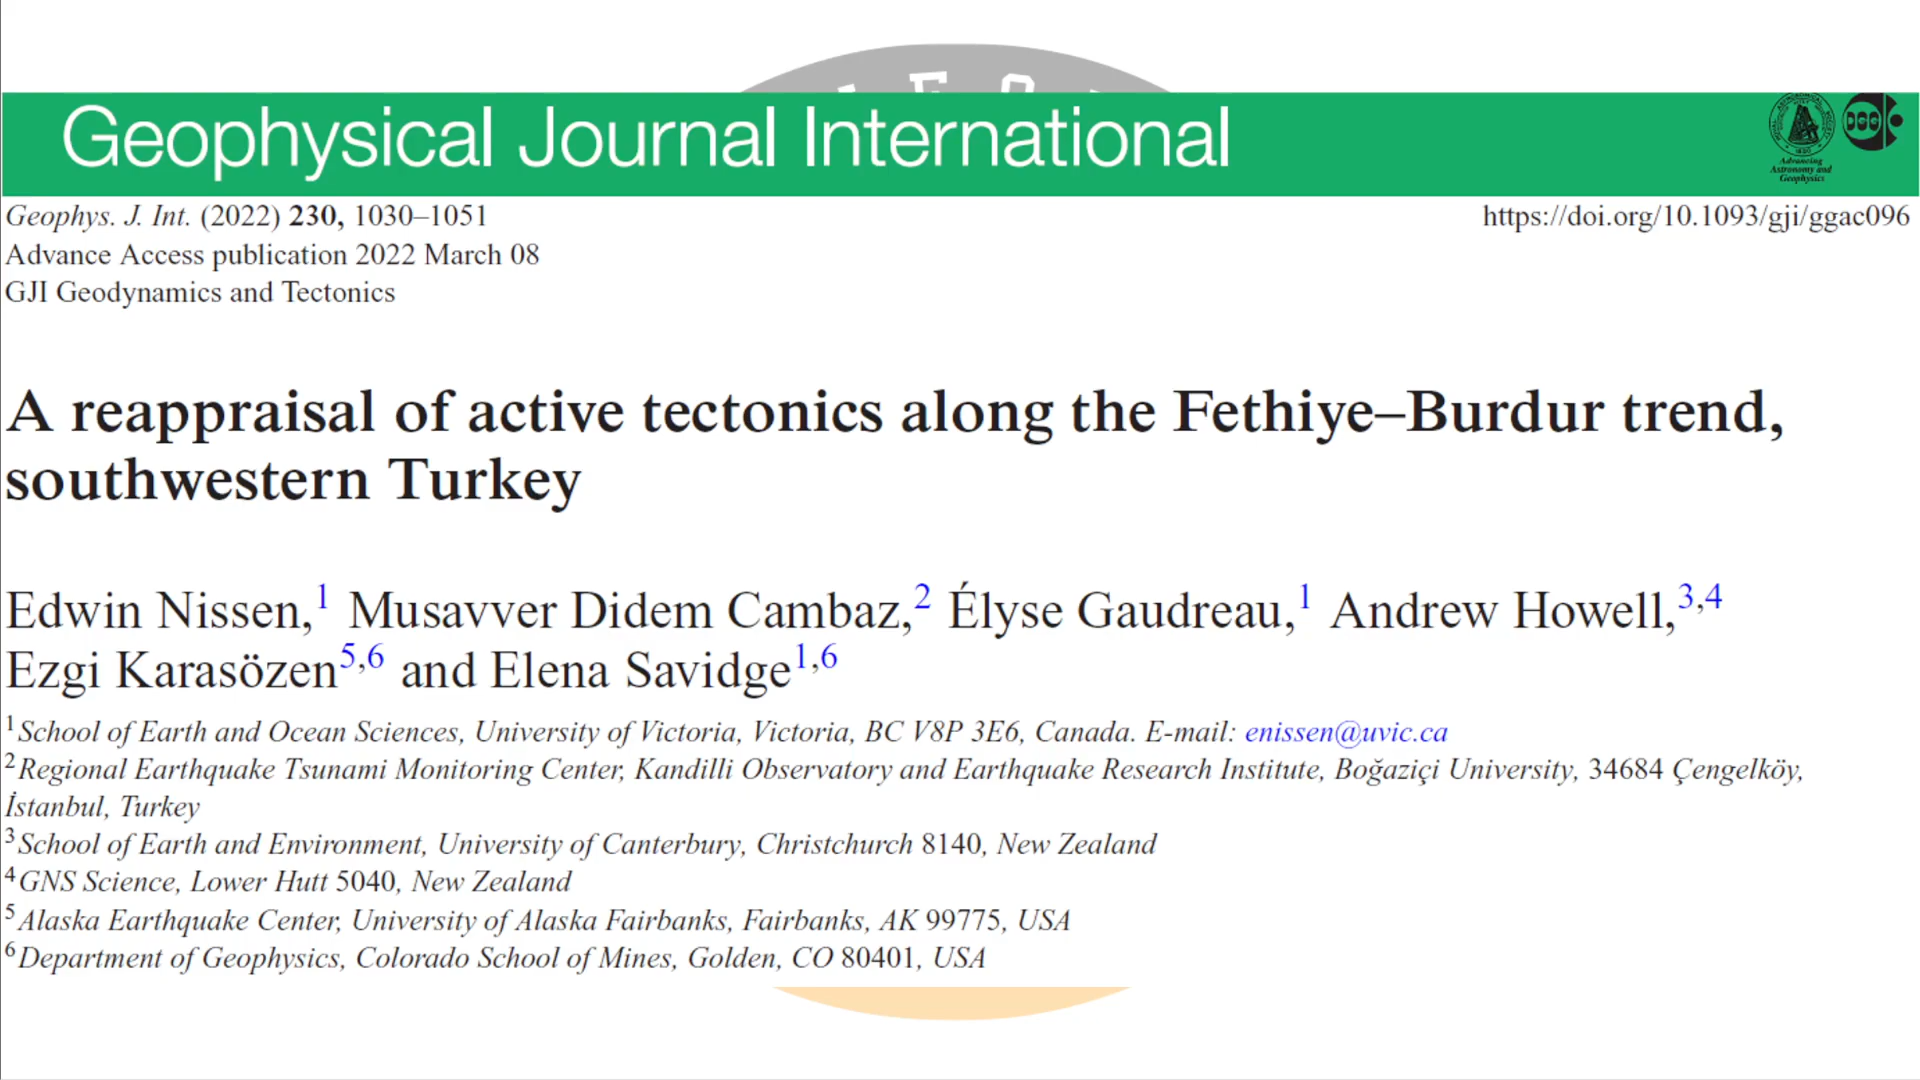 Geophysical Journal International
Advancing
Astronomy and
Geophysics
DGG
Geophys. J. Int. (2022) 230, 1030–1051
https://doi.org/10.1093/gji/ggac096
Advance Access publication 2022 March 08
GJI Geodynamics and Tectonics
A reappraisal of active tectonics along the Fethiye–Burdur trend,
southwestern Turkey
Edwin Nissen,1 Musavver Didem Cambaz,2 Élyse Gaudreau,1 Andrew Howell,3,4
Ezgi Karasözen5,6 and Elena Savidge1,6
1School of Earth and Ocean Sciences, University of Victoria, Victoria, BC V8P 3E6, Canada. E-mail: enissen@uvic.ca
2Regional Earthquake Tsunami Monitoring Center, Kandilli Observatory and Earthquake Research Institute, Boğaziçi University, 34684 Çengelköy,
İstanbul, Turkey
3School of Earth and Environment, University of Canterbury, Christchurch 8140, New Zealand
4GNS Science, Lower Hutt 5040, New Zealand
5Alaska Earthquake Center, University of Alaska Fairbanks, Fairbanks, AK 99775, USA
6Department of Geophysics, Colorado School of Mines, Golden, CO 80401, USA